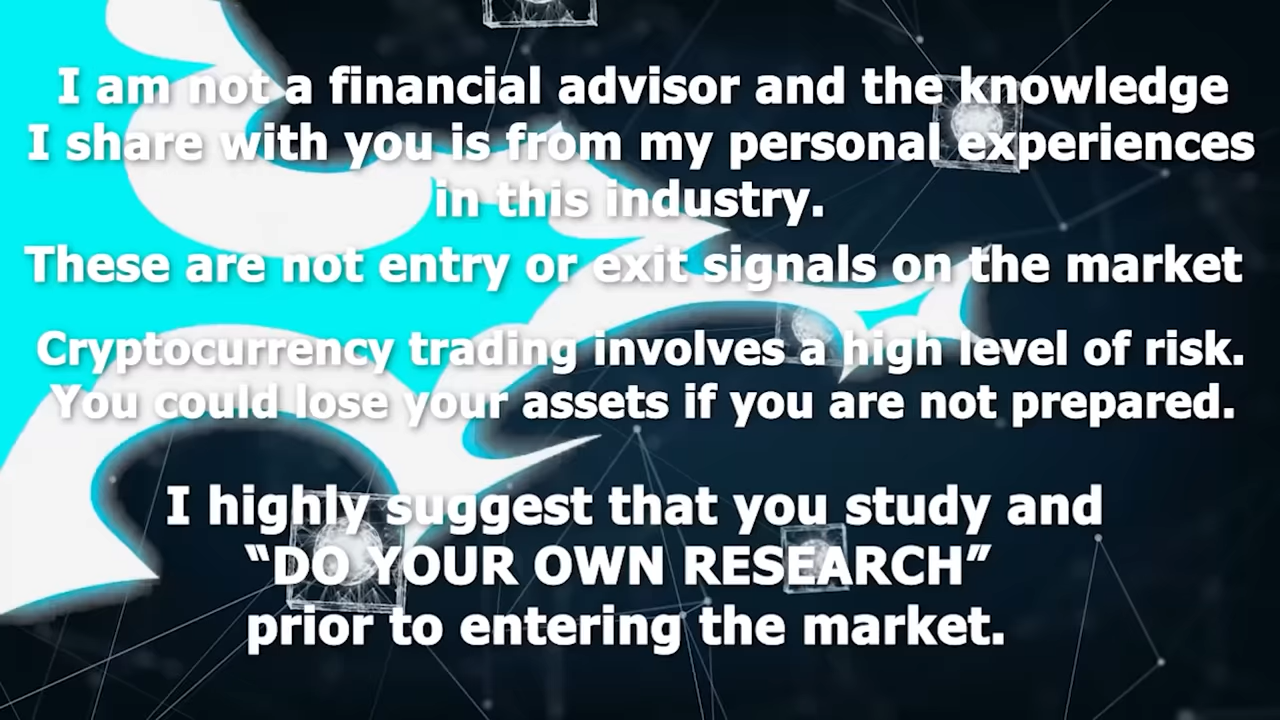 I am not a financial advisor and the knowledge
I share with you is from my personal experiences
in this industry.
These are not entry or exit signals on the market
Cryptocurrency trading involves a high level of risk.
You could lose your assets if you are not prepared.
I highly suggest that you study and
“DO YOUR OWN RESEARCH”
prior to entering the market.